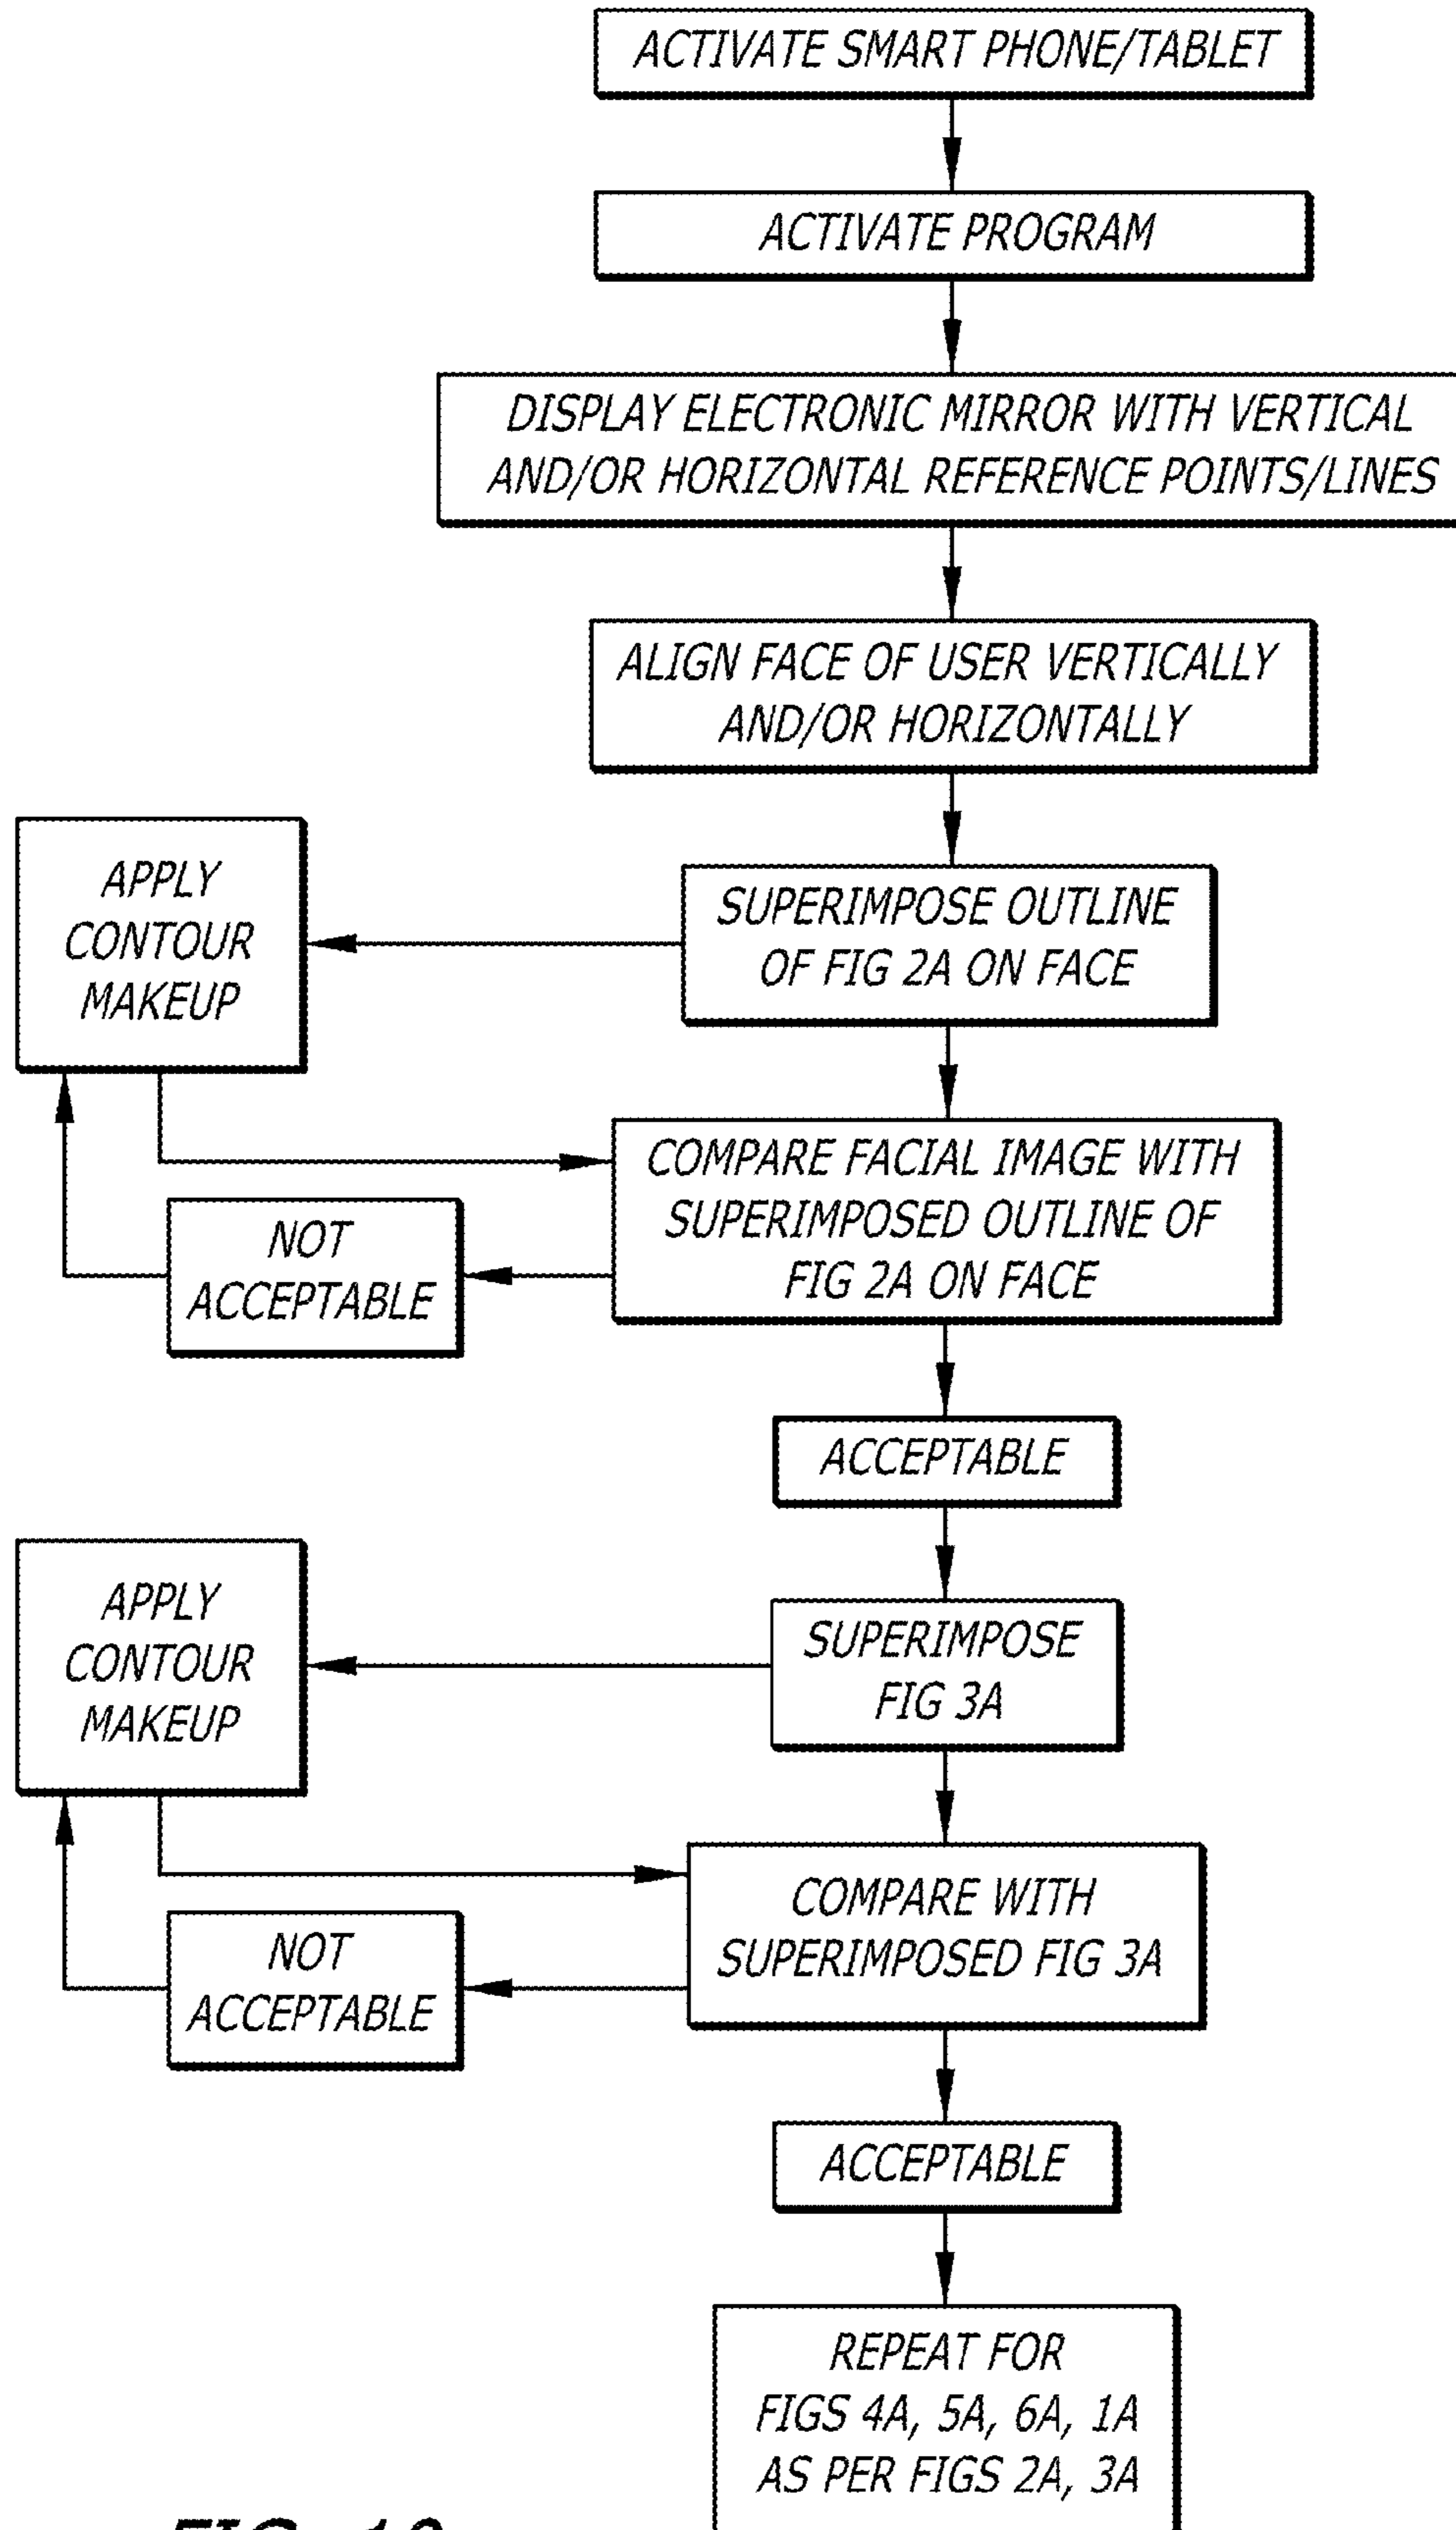 ACTIVATE SMART PHONE/TABLET
ACTIVATE PROGRAM
DISPLAY ELECTRONIC MIRROR WITH VERTICAL
AND/OR HORIZONTAL REFERENCE POINTS/LINES
ALIGN FACE OF USER VERTICALLY
AND/OR HORIZONTALLY
APPLY
CONTOUR
MAKEUP
SUPERIMPOSE OUTLINE
OF FIG 2A ON FACE
COMPARE FACIAL IMAGE WITH
SUPERIMPOSED OUTLINE OF
FIG 2A ON FACE
NOT
ACCEPTABLE
ACCEPTABLE
APPLY
CONTOUR
MAKEUP
SUPERIMPOSE
FIG 3A
COMPARE WITH
SUPERIMPOSED FIG 3A
NOT
ACCEPTABLE
ACCEPTABLE
REPEAT FOR
FIGS 4A, 5A, 6A, 1A
AS PER FIGS 2A, 3A